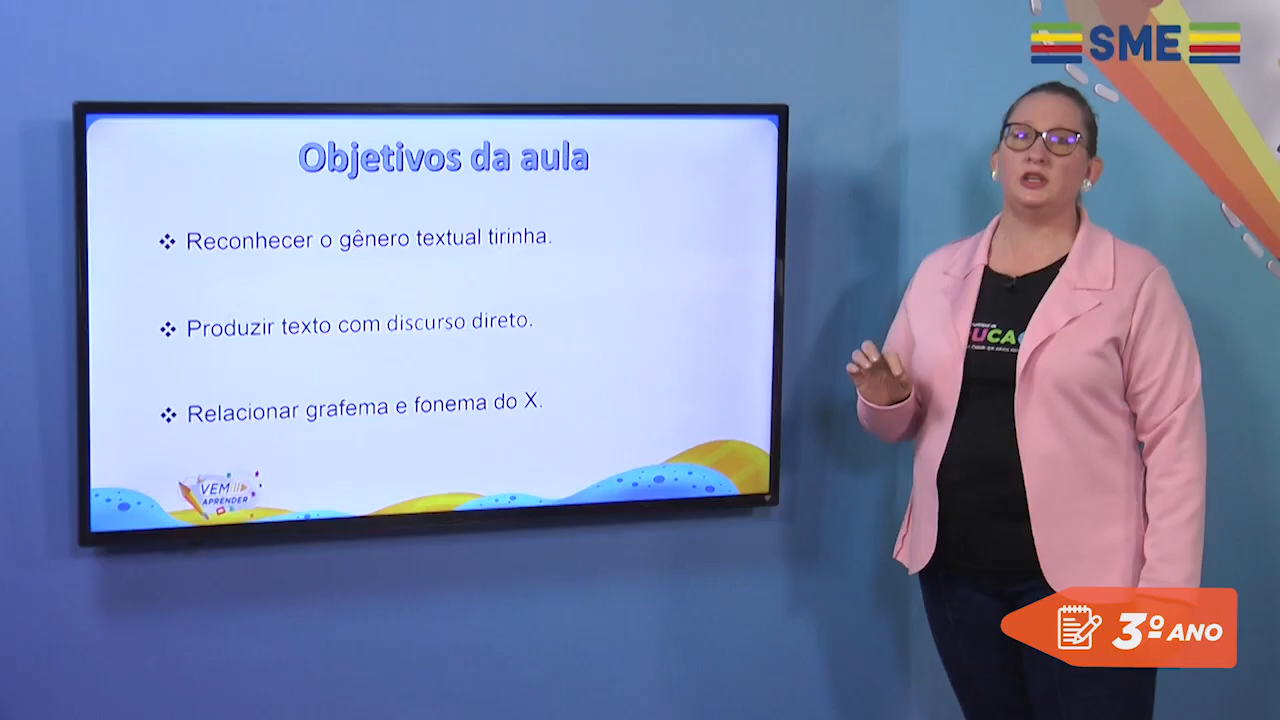 SME
Objetivos da aula
Reconhecer o gênero textual tirinha.
Produzir texto com discurso direto.
Relacionar grafema e fonema do X.
VEM
APRENDER
3º ANO